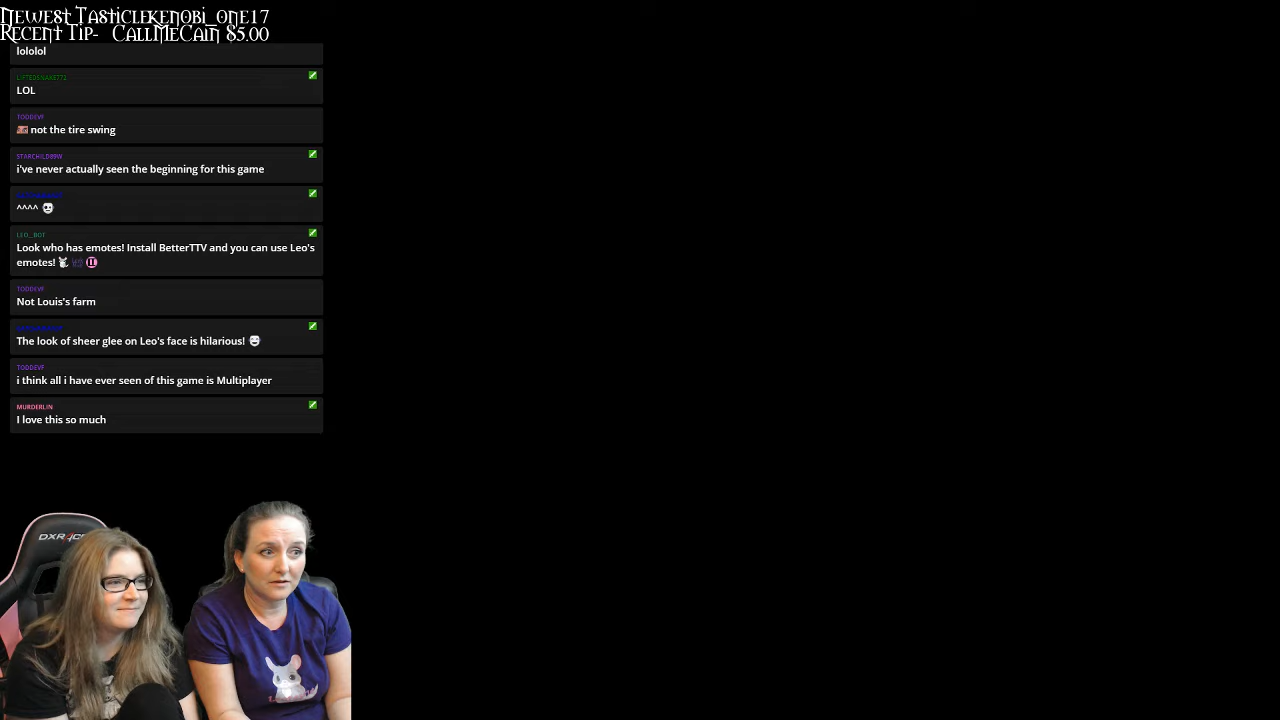 Newest Tasticlekenobi_one17
Recent Tip- CallMeCain $5.00
lololol
LIFTEDSNAKE772
LOL
TODDEVF
not the tire swing
STARCHILD89W
i've never actually seen the beginning for this game
^^^^
LEO_BOT
Look who has emotes! Install BetterTTV and you can use Leo's
emotes!
TODDEVF
Not Louis's farm
The look of sheer glee on Leo's face is hilarious!
TODDEVF
i think all i have ever seen of this game is Multiplayer
MURDERLIN
I love this so much
DXR